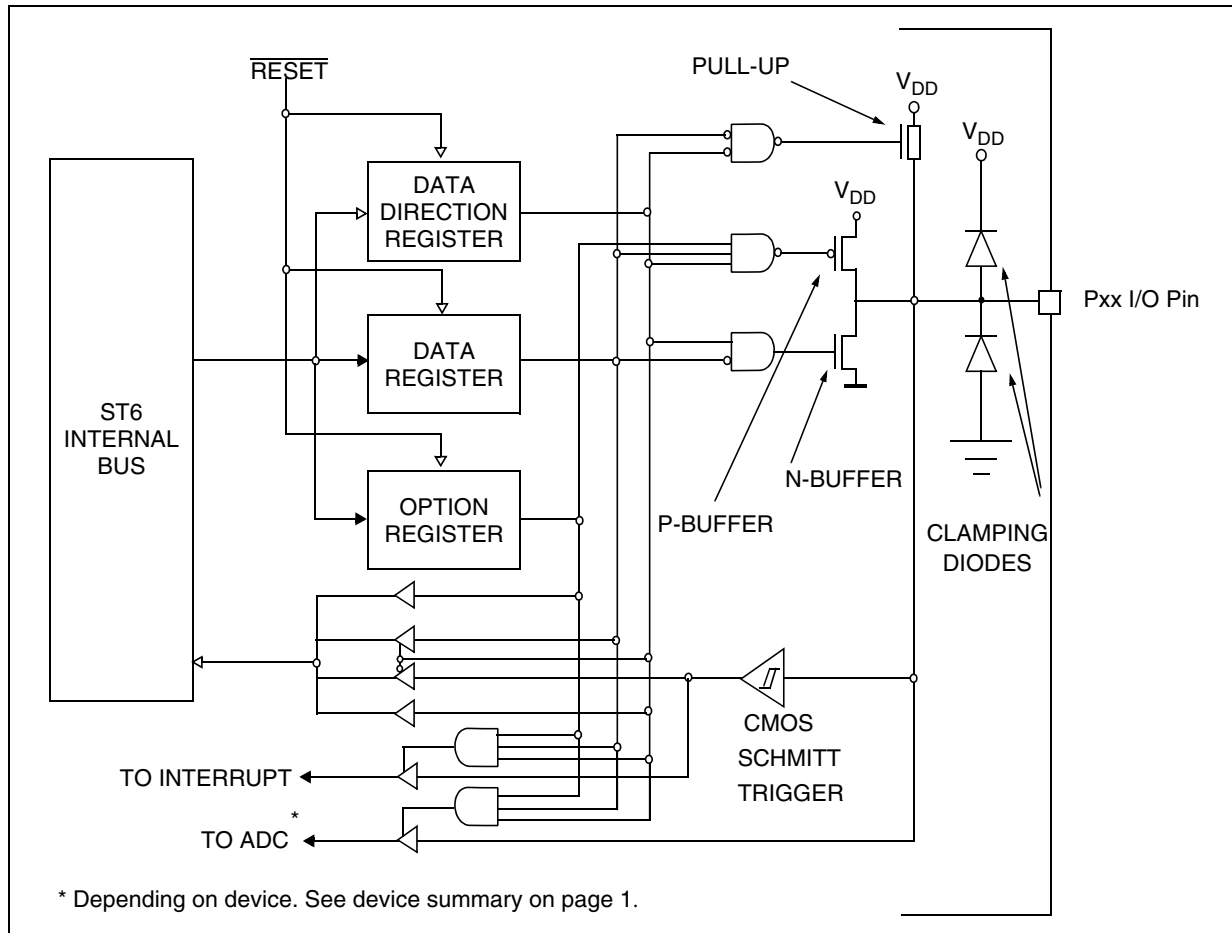 RESET
PULL-UP
VDD
VDD
DATA
DIRECTION
REGISTER
VDD
Pxx I/O Pin
DATA
REGISTER
ST6
INTERNAL
BUS
N-BUFFER
OPTION
REGISTER
P-BUFFER
CLAMPING
DIODES
CMOS
SCHMITT
TRIGGER
TO INTERRUPT
TO ADC*
* Depending on device. See device summary on page 1.